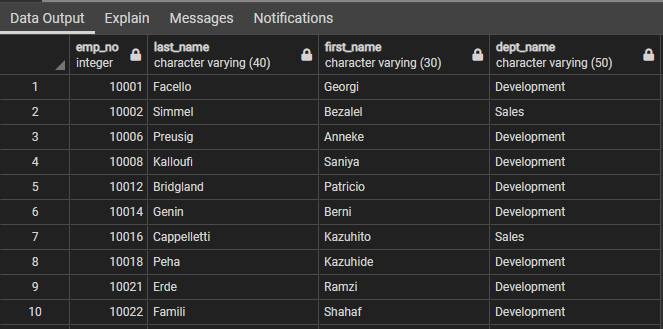 Data Output Explain Messages Notifications
emp_no last_name first_name dept_name
integer character varying (40) character varying (30) character varying (50)
1 10001 Facello Georgi Development
2 10002 Simmel Bezalel Sales
3 10006 Preusig Anneke Development
4 10008 Kalloufi Saniya Development
5 10012 Bridgland Patricio Development
6 10014 Genin Berni Development
7 10016 Cappelletti Kazuhito Sales
8 10018 Peha Kazuhide Development
9 10021 Erde Ramzi Development
10 10022 Famili Shahaf Development